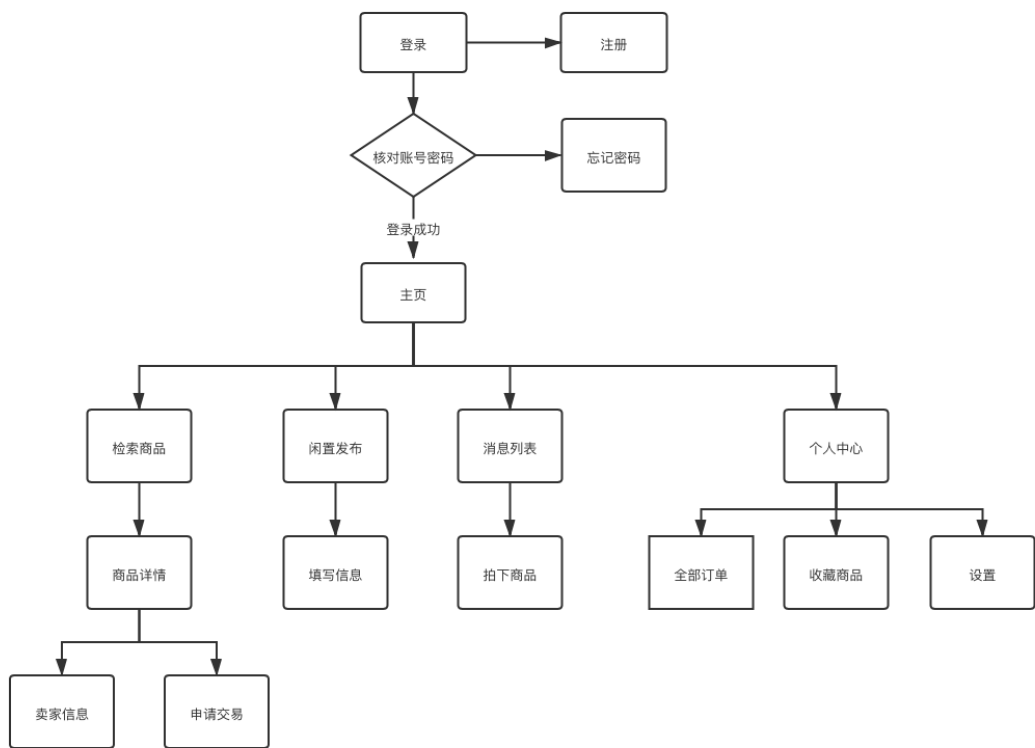 登录
注册
核对账号密码
忘记密码
登录成功
主页
检索商品
闲置发布
消息列表
个人中心
商品详情
填写信息
拍下商品
全部订单
收藏商品
设置
卖家信息
申请交易